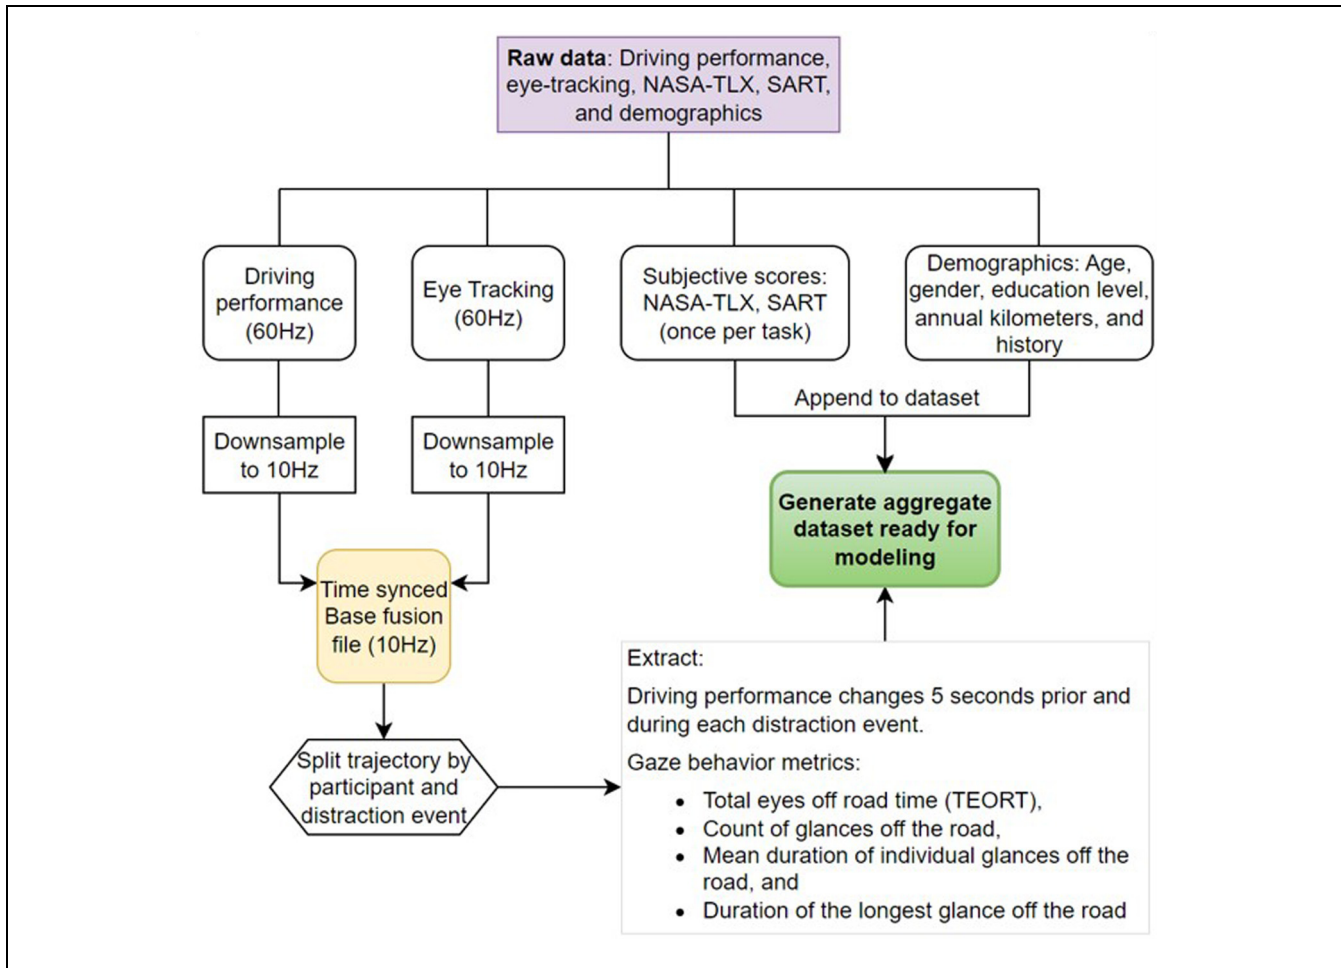 Raw data: Driving performance,
eye-tracking, NASA-TLX, SART,
and demographics
Driving
performance
(60Hz)
Eye Tracking
(60Hz)
Subjective scores:
NASA-TLX, SART
(once per task)
Demographics: Age,
gender, education level,
annual kilometers, and
history
Append to dataset
Downsample
to 10Hz
Downsample
to 10Hz
Generate aggregate
dataset ready for
modeling
Time synced
Base fusion
file (10Hz)
Split trajectory by
participant and
distraction event
Extract:
Driving performance changes 5 seconds prior and
during each distraction event.
Gaze behavior metrics:
• Total eyes off road time (TEORT),
• Count of glances off the road,
• Mean duration of individual glances off the
road, and
• Duration of the longest glance off the road